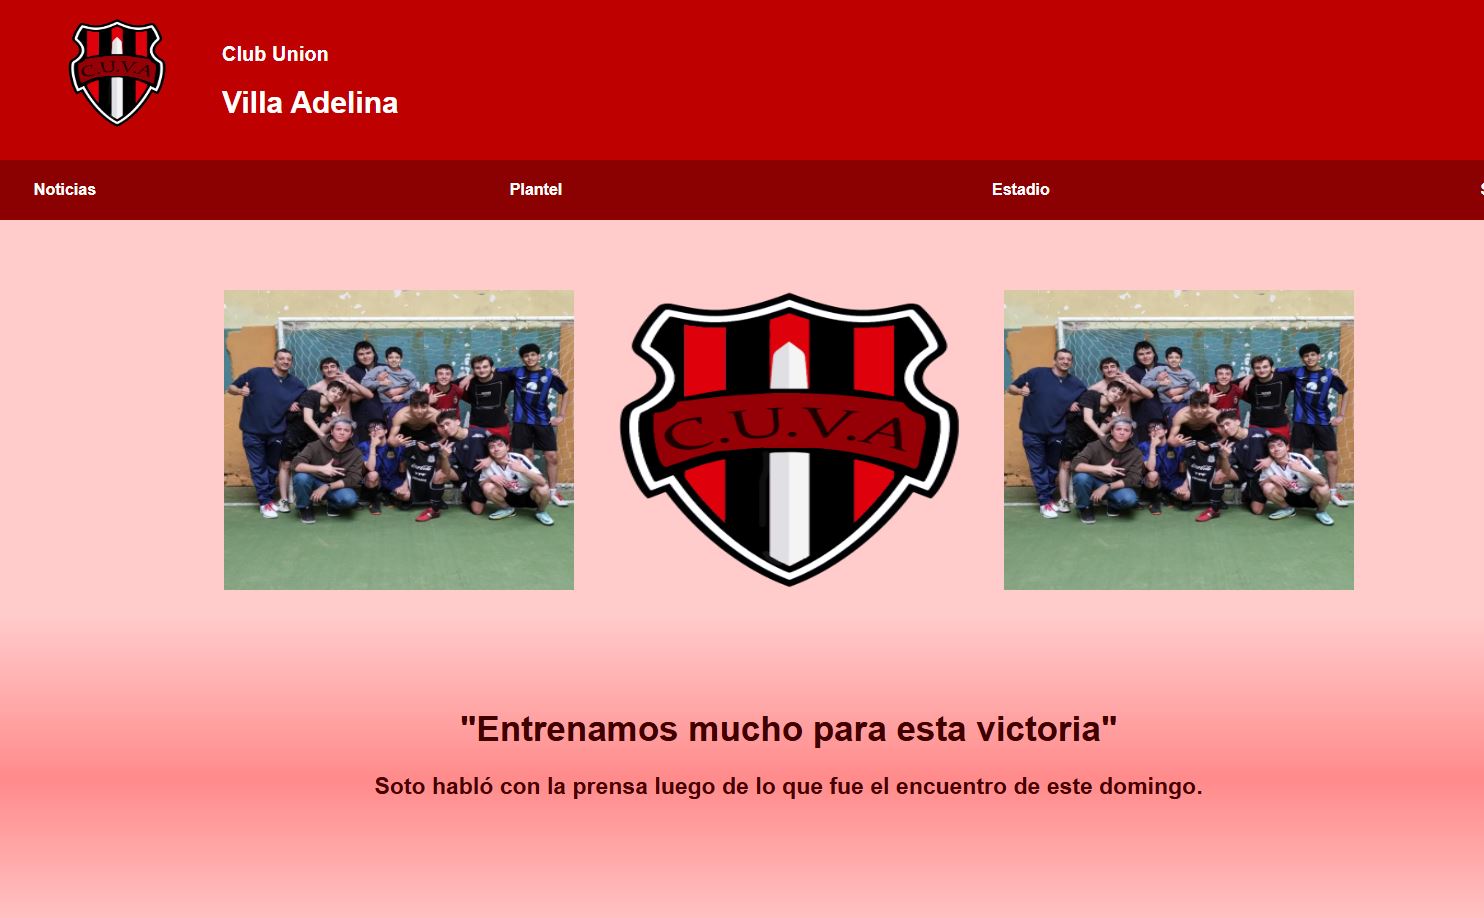 C.U.V.A
Club Union
Villa Adelina
Noticias
Plantel
Estadio
C.U.V.A
"Entrenamos mucho para esta victoria"
Soto habló con la prensa luego de lo que fue el encuentro de este domingo.